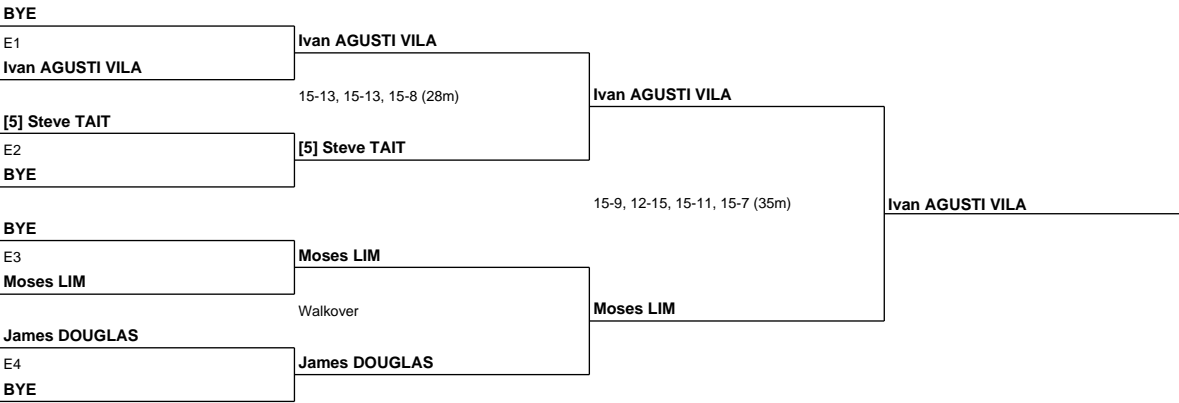 BYE
E1
Ivan AGUSTI VILA
Ivan AGUSTI VILA
15-13, 15-13, 15-8 (28m)
Ivan AGUSTI VILA
[5] Steve TAIT
E2
BYE
[5] Steve TAIT
15-9, 12-15, 15-11, 15-7 (35m)
Ivan AGUSTI VILA
BYE
E3
Moses LIM
Moses LIM
Walkover
Moses LIM
James DOUGLAS
E4
BYE
James DOUGLAS